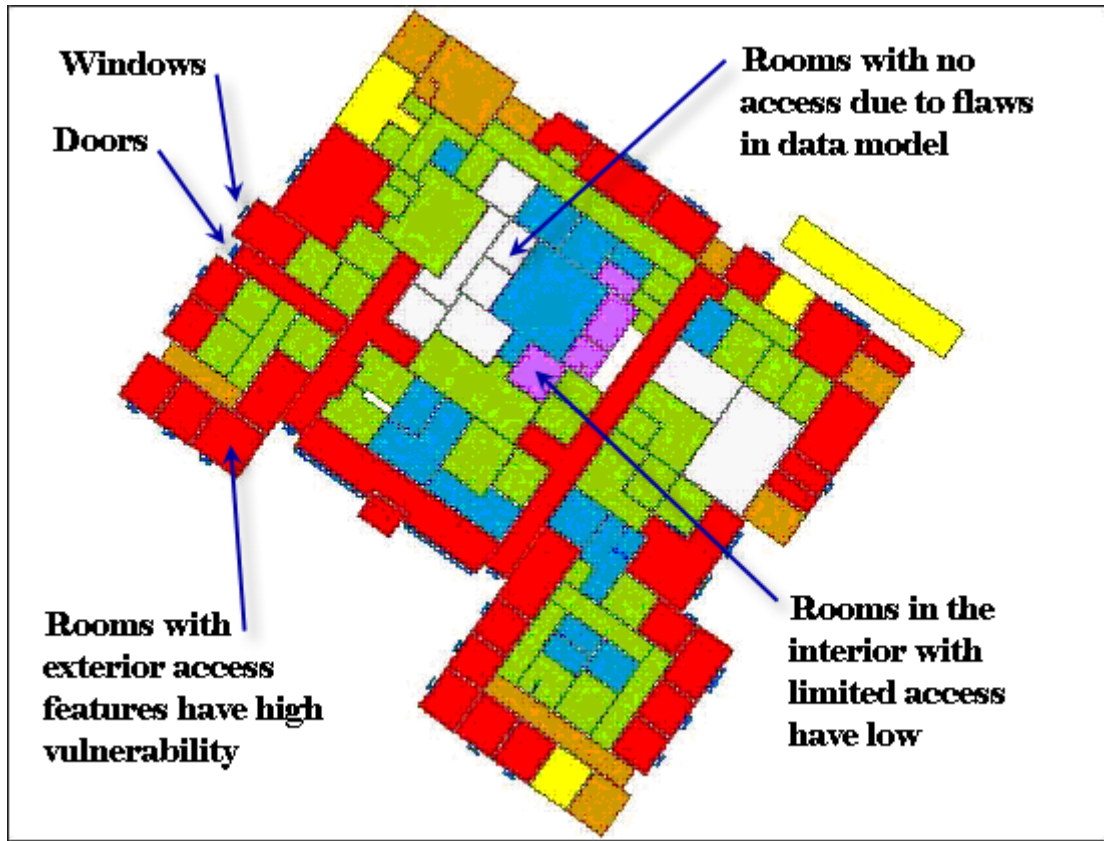 Windows
Doors
Rooms with no
access due to flaws
in data model
Rooms with
exterior access
features have high
vulnerability
Rooms in the
interior with
limited access
have low